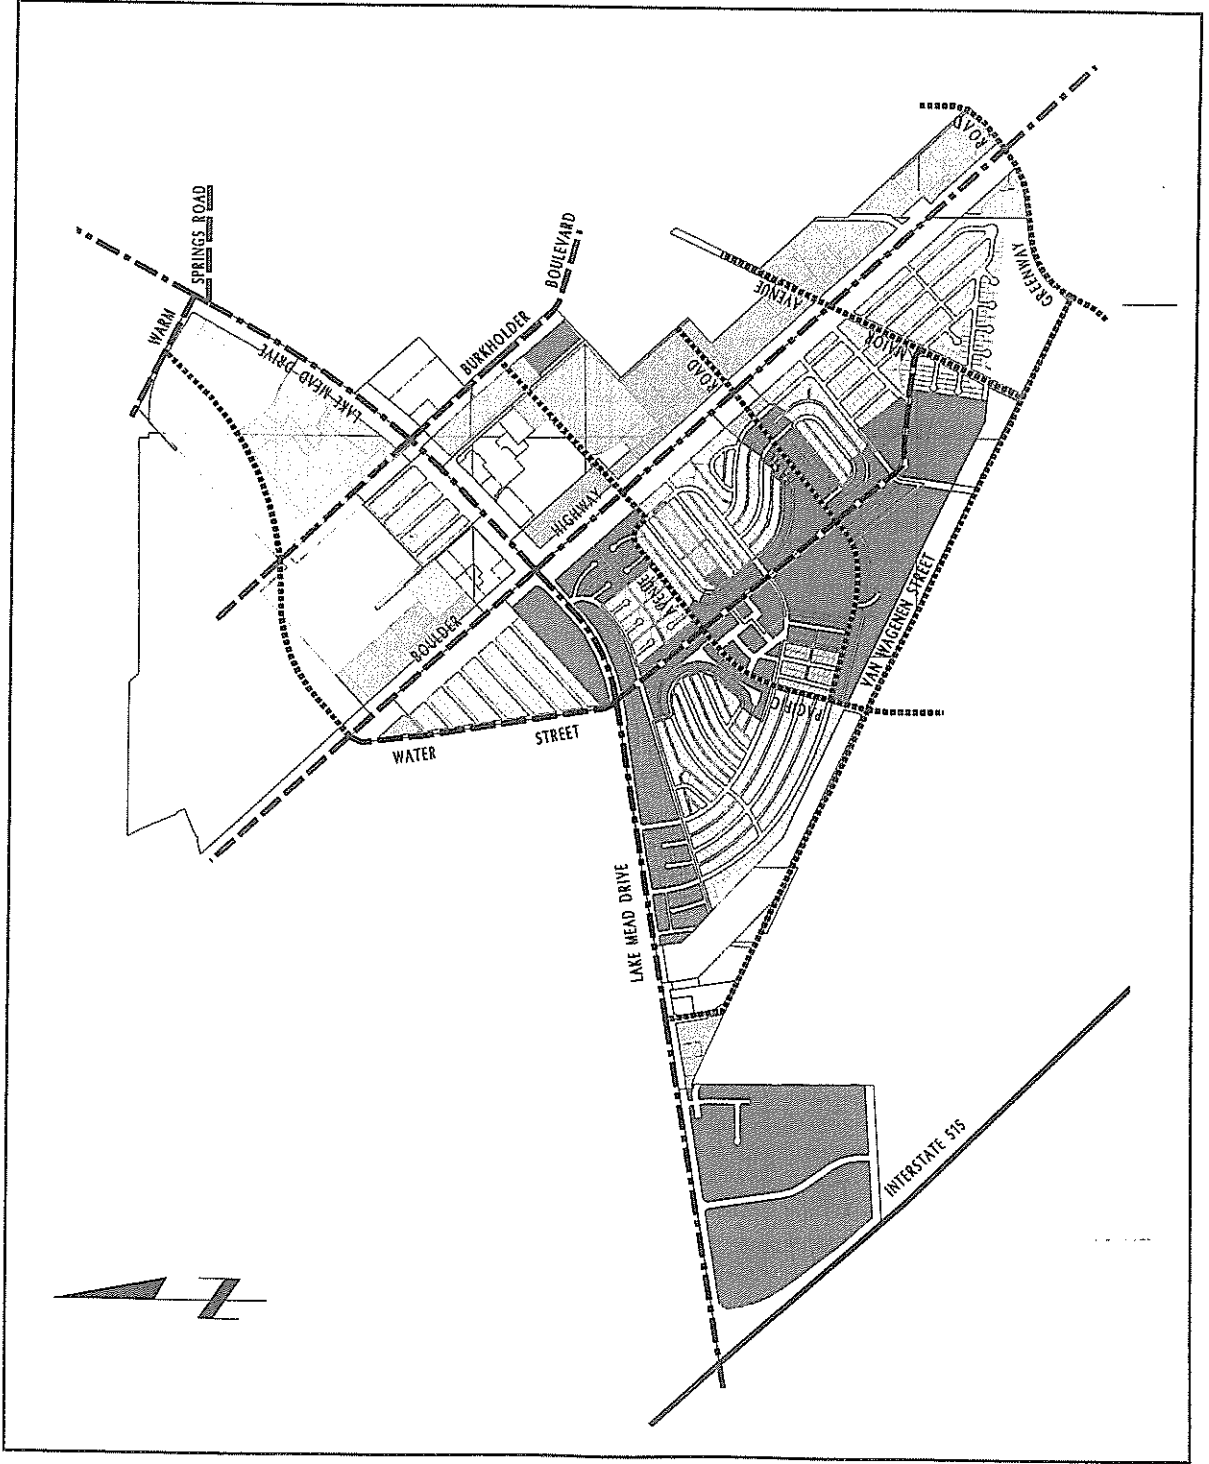 SPRINGS ROAD
WARM
LAKE MEAD DRIVE
BURKHOLDER
BOULEVARD
ROAD
GREENWAY
AVENUE
MAJOR
ROAD
HIGHWAY
BOULDER
AVENUE
PACIFIC
VAN WAGENEN STREET
WATER
STREET
LAKE MEAD DRIVE
INTERSTATE 515
N